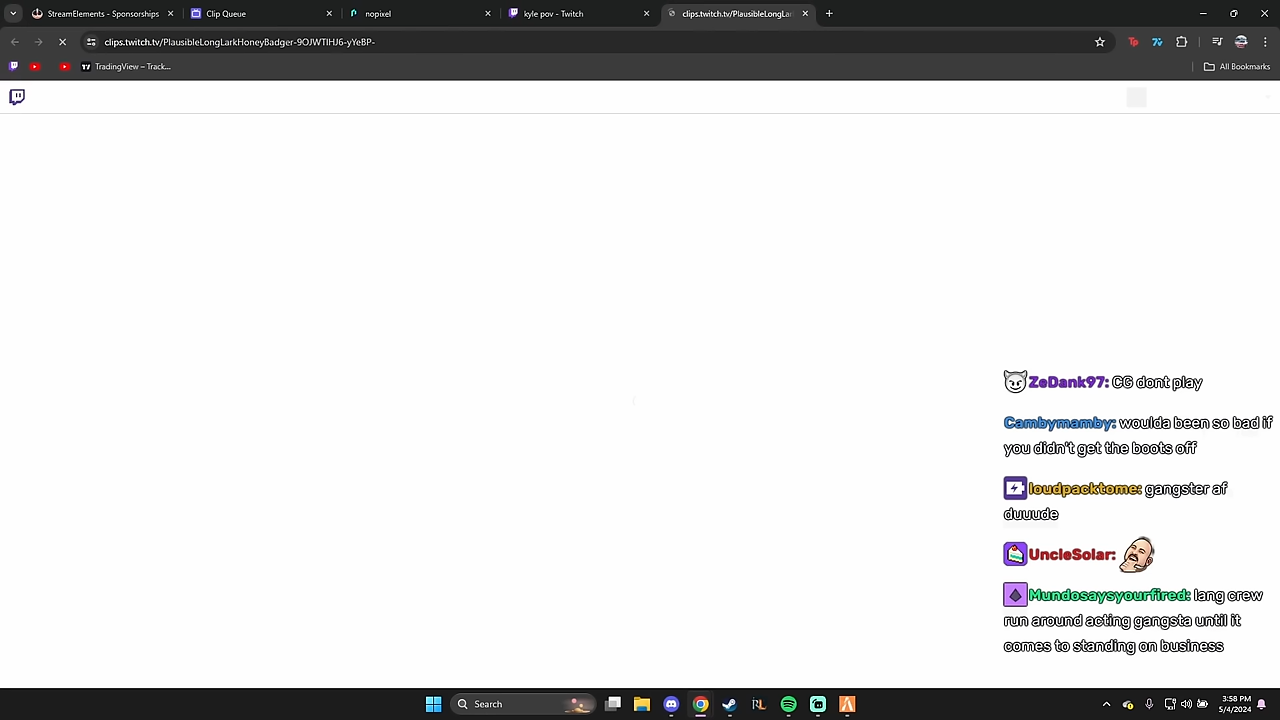 StreamElements - Sponsorships
Clip Queue
nopixel
kyle pov - Twitch
clips.twitch.tv/PlausibleLongLar
clips.twitch.tv/PlausibleLongLarkHoneyBadger-9OJWTIHJ6-yYeBP-
TradingView – Track...
All Bookmarks
ZeDank97: CG dont play
Cambymamby: woulda been so bad if
you didn't get the boots off
loudpacktome: gangster af
duuude
UncleSolar:
Mundosaysyourfired: lang crew
run around acting gangsta until it
comes to standing on business
Search
3:58 PM
5/4/2024